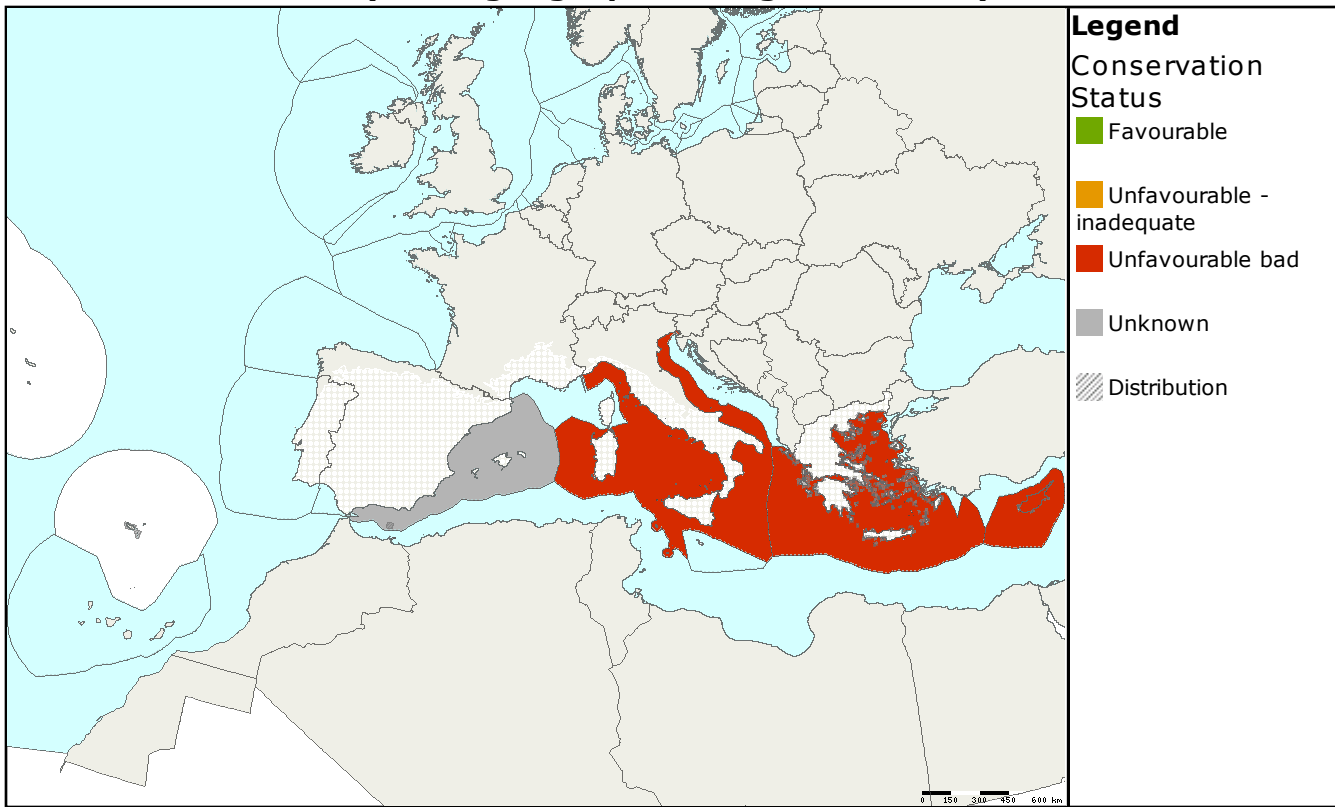 Legend
Conservation
Status
Favourable
Unfavourable -
inadequate
Unfavourable bad
Unknown
Distribution
0 150 300 450 600 km